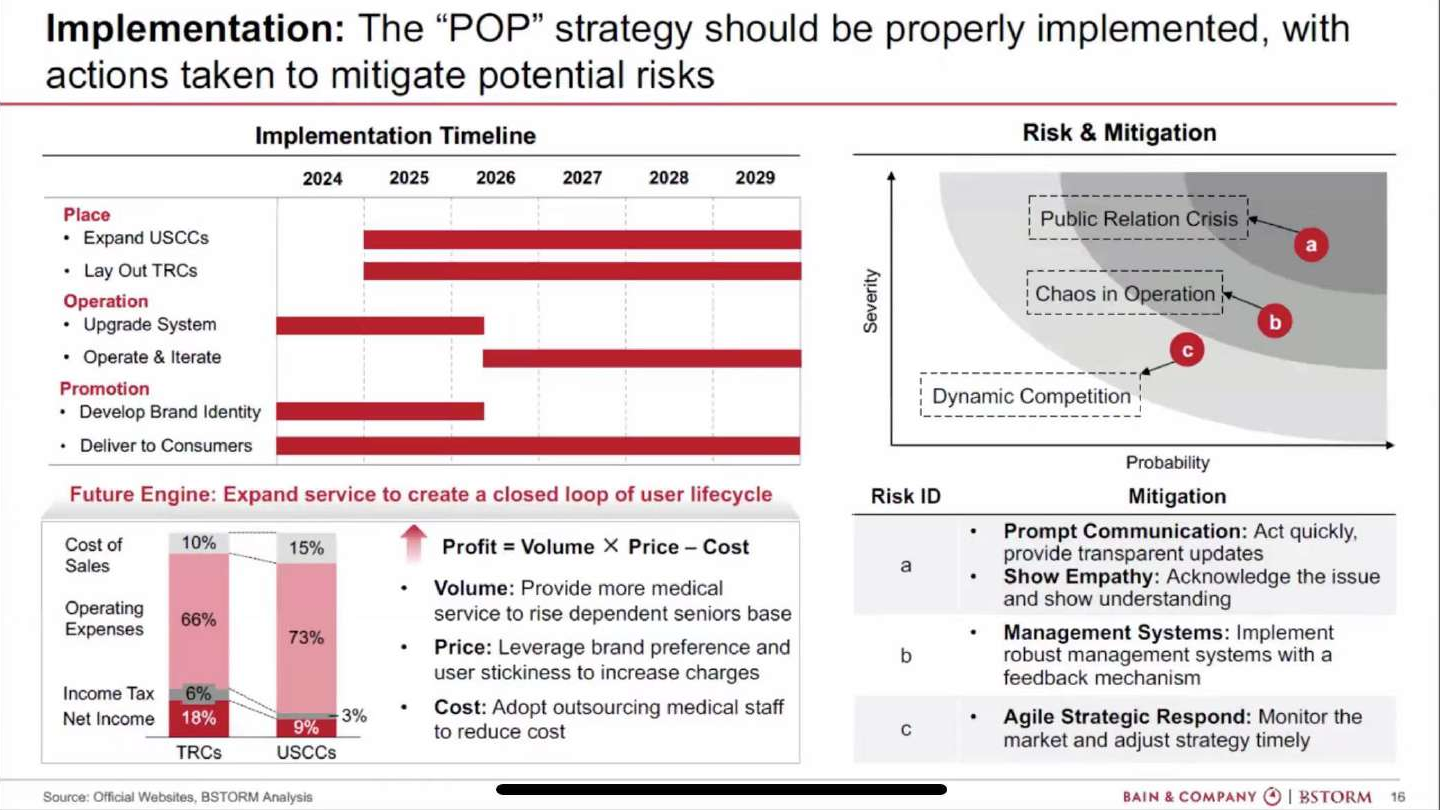 Implementation: The “POP” strategy should be properly implemented, with
actions taken to mitigate potential risks
Implementation Timeline
2024 2025 2026 2027 2028 2029
Place
• Expand USCCs
• Lay Out TRCs
Operation
• Upgrade System
• Operate & Iterate
Promotion
• Develop Brand Identity
• Deliver to Consumers
Future Engine: Expand service to create a closed loop of user lifecycle
Cost of
Sales
Operating
Expenses
Income Tax
Net Income
10%
66%
6%
18%
TRCs
15%
73%
3%
9%
USCCs
Profit = Volume × Price – Cost
• Volume: Provide more medical
service to rise dependent seniors base
• Price: Leverage brand preference and
user stickiness to increase charges
• Cost: Adopt outsourcing medical staff
to reduce cost
Risk & Mitigation
Severity
Public Relation Crisis
a
Chaos in Operation
b
c
Dynamic Competition
Probability
Risk ID Mitigation
a
• Prompt Communication: Act quickly,
provide transparent updates
• Show Empathy: Acknowledge the issue
and show understanding
b
• Management Systems: Implement
robust management systems with a
feedback mechanism
c
• Agile Strategic Respond: Monitor the
market and adjust strategy timely
Source: Official Websites, BSTORM Analysis
BAIN & COMPANY | BSTORM 16